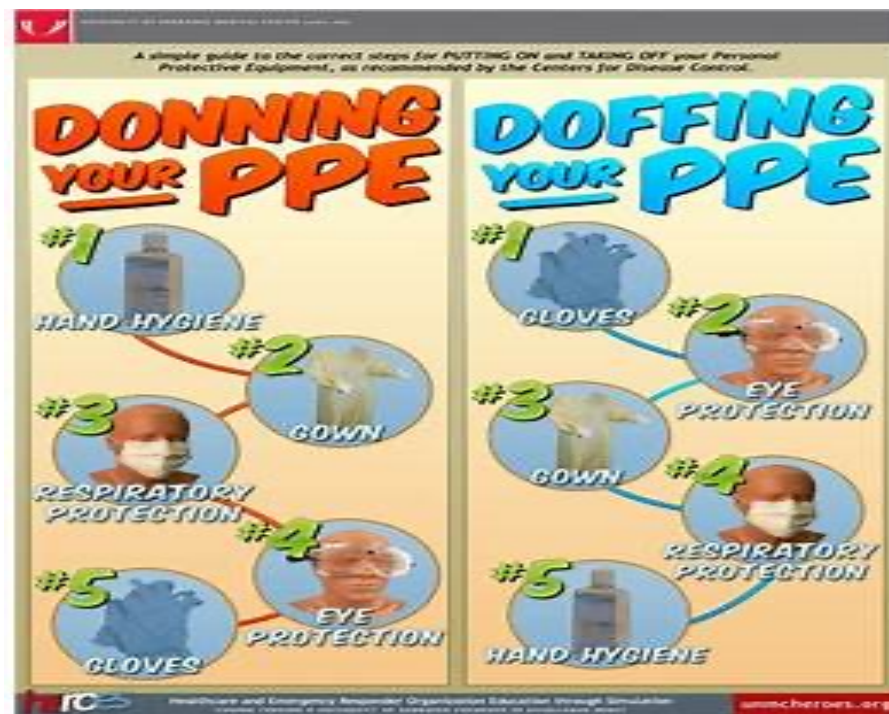 A simple guide to the correct steps for PUTTING ON and TAKING OFF your Personal
Protective Equipment, as recommended by the Centers for Disease Control.
DONNING
YOUR PPE
#1
HAND HYGIENE
#2
GOWN
#3
RESPIRATORY
PROTECTION
#4
EYE
PROTECTION
#5
GLOVES
DOFFING
YOUR PPE
#1
GLOVES
#2
EYE
PROTECTION
#3
GOWN
#4
RESPIRATORY
PROTECTION
#5
HAND HYGIENE
Healthcare and Emergency Responder Organization Education through Simulation
unmcheroes.org